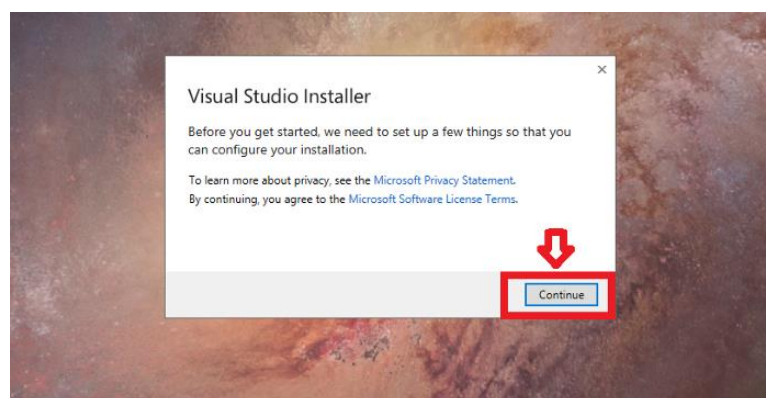 Visual Studio Installer
Before you get started, we need to set up a few things so that you
can configure your installation.
To learn more about privacy, see the Microsoft Privacy Statement.
By continuing, you agree to the Microsoft Software License Terms.
Continue